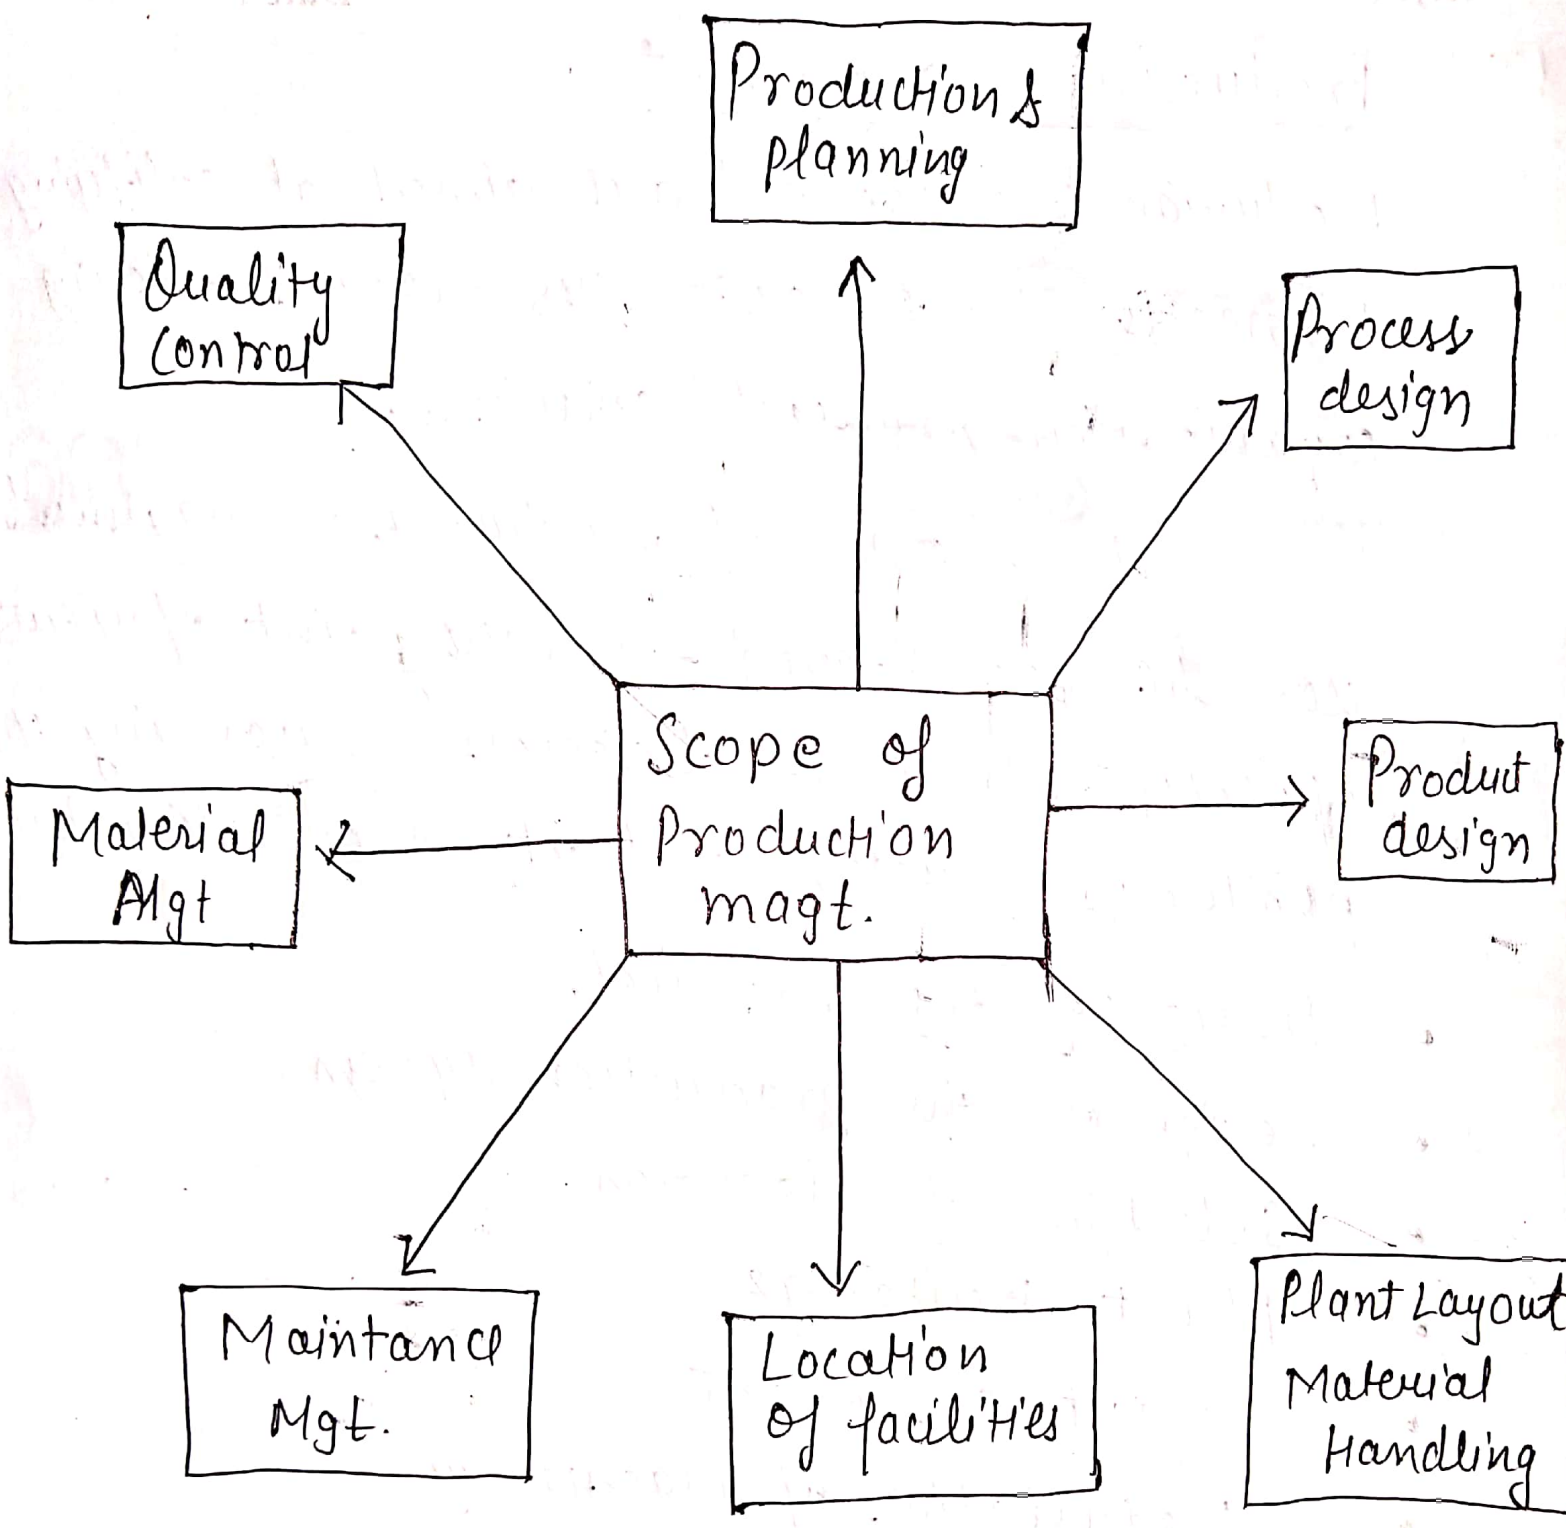 Production &
planning
Quality
Control
Process
design
Scope of
Production
magt.
Product
design
Material
Mgt
Maintance
Mgt.
Location
of facilities
Plant Layout
Material
Handling